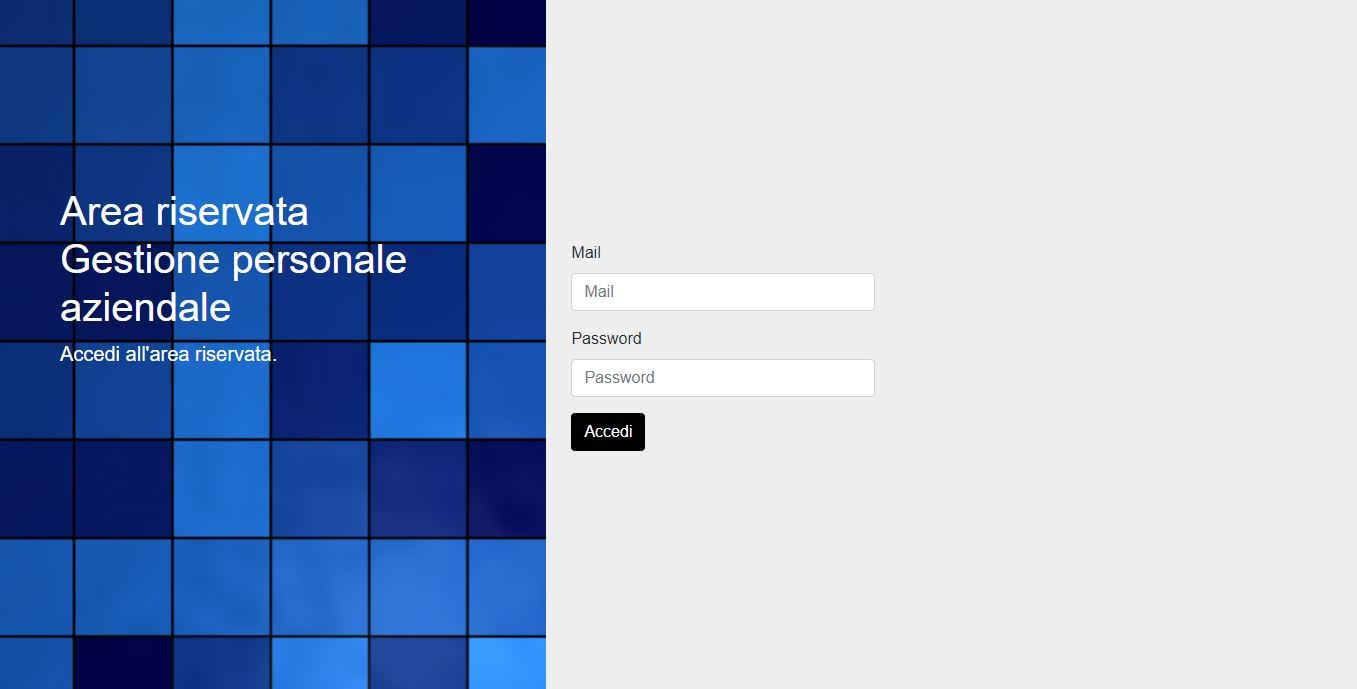 Area riservata
Gestione personale
aziendale
Accedi all'area riservata.
Mail
Mail
Password
Password
Accedi